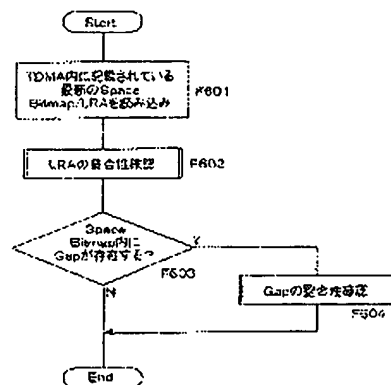 Start
TDMA内に記載されている
最新のSpace
Bitmap/LRAを読み込み
F601
LRAの整合性確認
F602
Space
Bitmap内に
Gapが存在する?
Y
F603
N
Gapの整合性確認
F604
End